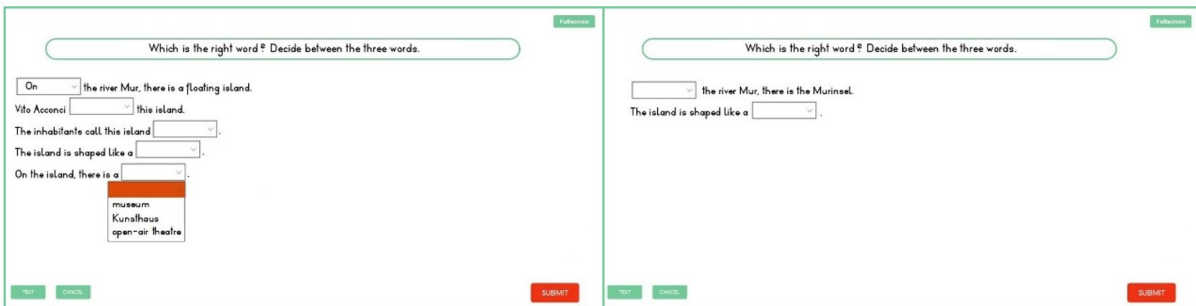 Fullscreen
Which is the right word? Decide between the three words.
On the river Mur, there is a floating island.
Vito Acconci this island.
The inhabitants call this island .
The island is shaped like a .
On the island, there is a .
museum
Kunsthaus
open-air theatre
TEXT CANCEL SUBMIT
Fullscreen
Which is the right word? Decide between the three words.
the river Mur, there is the Murinsel.
The island is shaped like a .
TEXT CANCEL SUBMIT